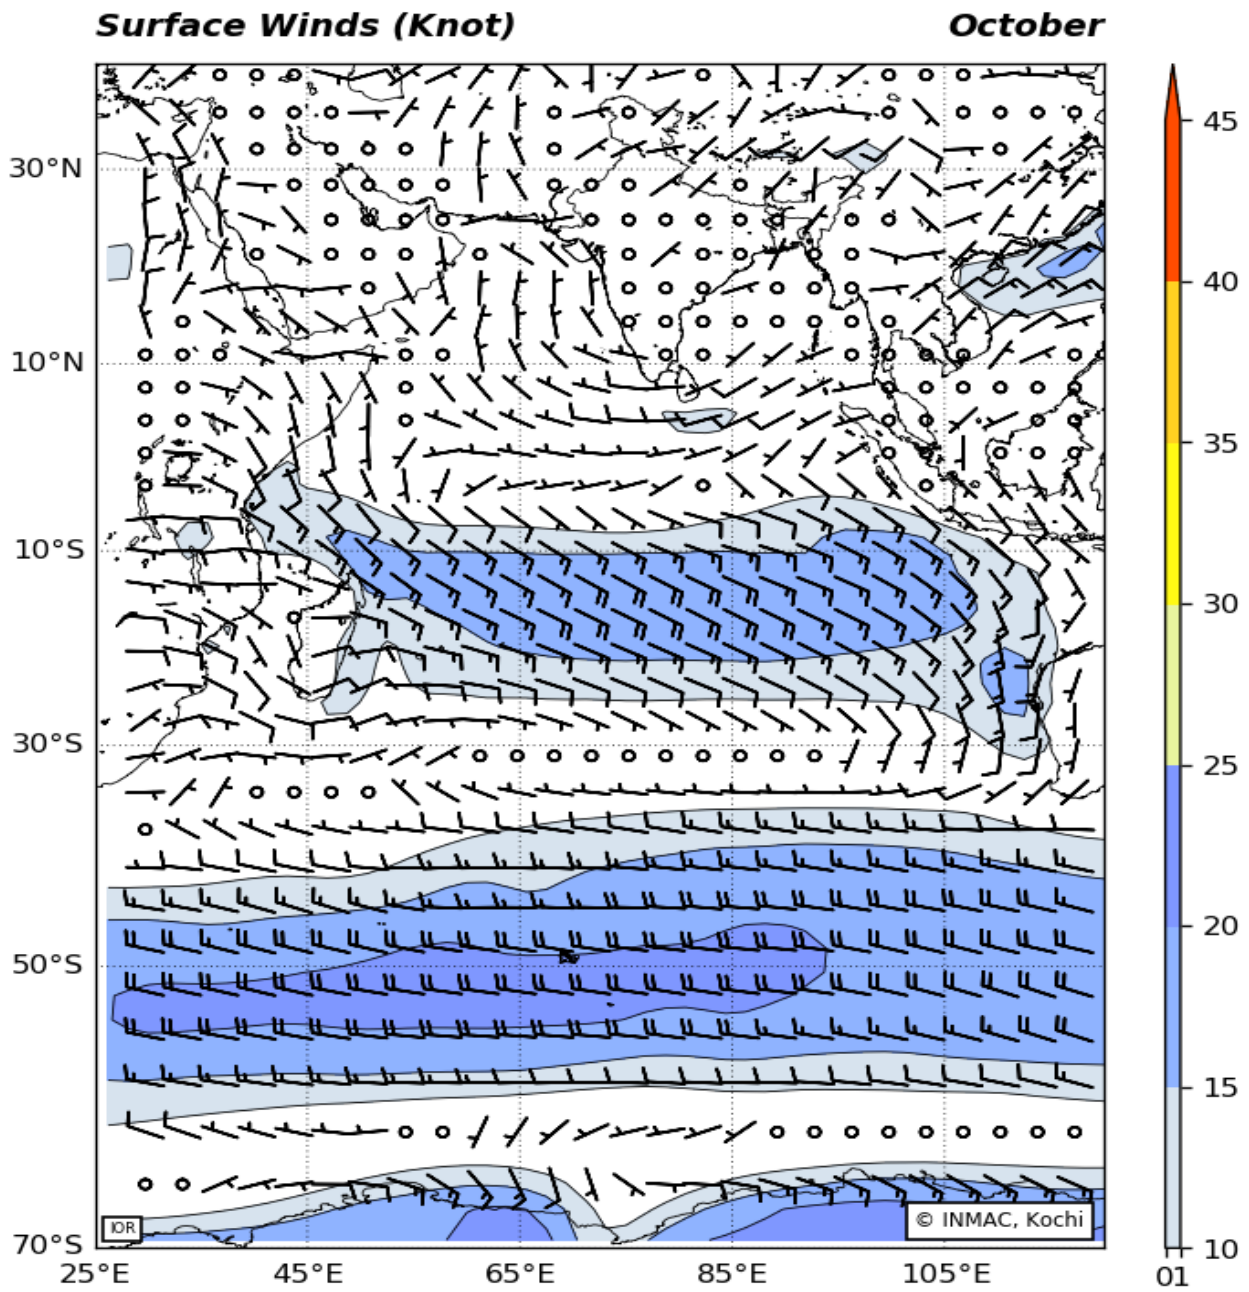 Surface Winds (Knot) October
45
30°N
40
10°N
35
10°S
30
30°S
25
50°S
20
15
IOR
© INMAC, Kochi
70°S
10
25°E 45°E 65°E 85°E 105°E
01